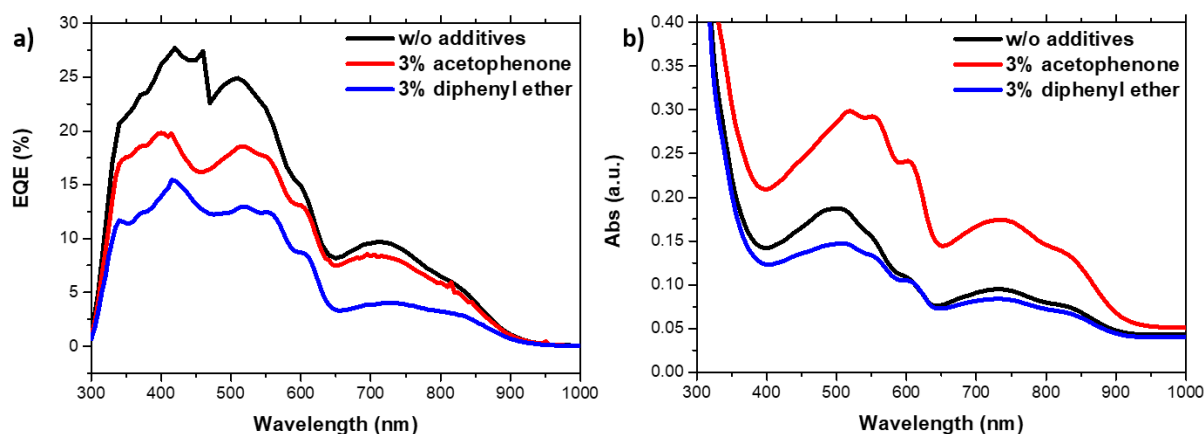 a)
EQE (%)
30
25
20
15
10
5
0
w/o additives
3% acetophenone
3% diphenyl ether
300 400 500 600 700 800 900 1000
Wavelength (nm)
b)
Abs (a.u.)
0.40
0.35
0.30
0.25
0.20
0.15
0.10
0.05
0.00
w/o additives
3% acetophenone
3% diphenyl ether
300 400 500 600 700 800 900 1000
Wavelength (nm)